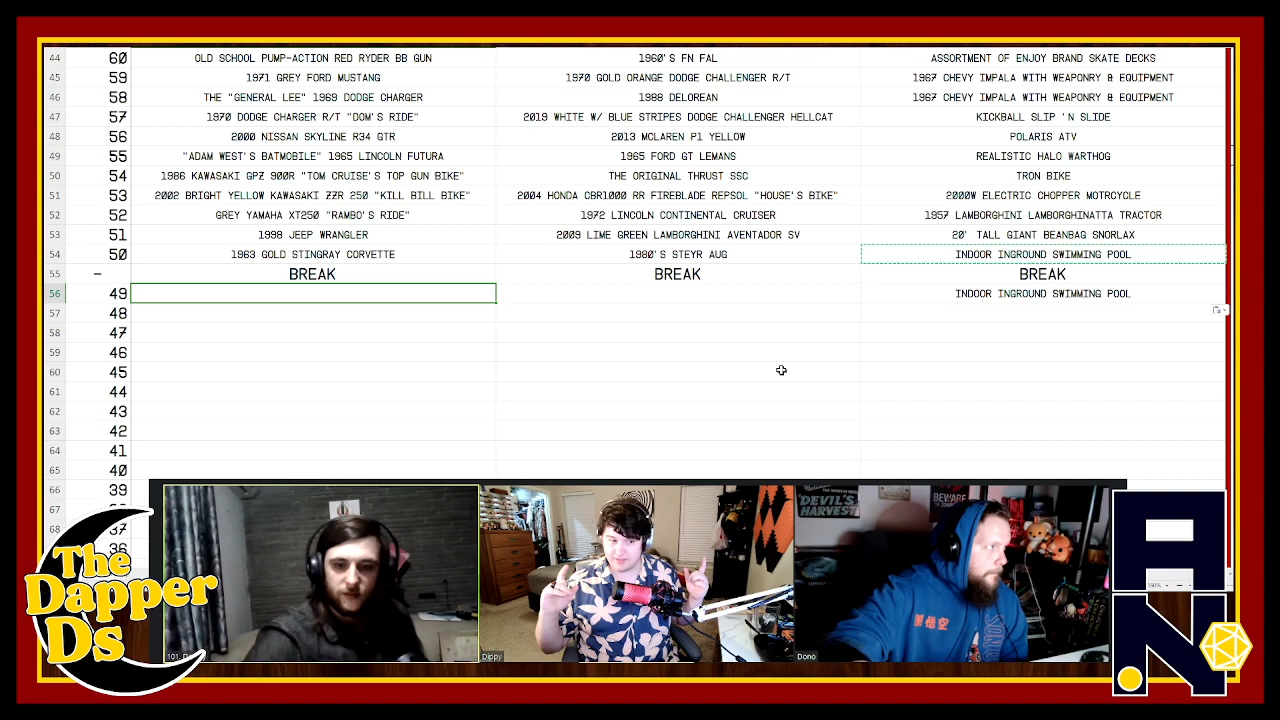 44 60 OLD SCHOOL PUMP-ACTION RED RYDER BB GUN 1960'S FN FAL ASSORTMENT OF ENJOY BRAND SKATE DECKS
45 59 1971 GREY FORD MUSTANG 1970 GOLD ORANGE DODGE CHALLENGER R/T 1967 CHEVY IMPALA WITH WEAPONRY & EQUIPMENT
46 58 THE "GENERAL LEE" 1969 DODGE CHARGER 1988 DELOREAN 1967 CHEVY IMPALA WITH WEAPONRY & EQUIPMENT
47 57 1970 DODGE CHARGER R/T "DOM'S RIDE" 2019 WHITE W/ BLUE STRIPES DODGE CHALLENGER HELLCAT KICKBALL SLIP 'N SLIDE
48 56 2000 NISSAN SKYLINE R34 GTR 2013 MCLAREN P1 YELLOW POLARIS ATV
49 55 "ADAM WEST'S BATMOBILE" 1965 LINCOLN FUTURA 1965 FORD GT LEMANS REALISTIC HALO WARTHOG
50 54 1986 KAWASAKI GPZ 900R "TOM CRUISE'S TOP GUN BIKE" THE ORIGINAL THRUST SSC TRON BIKE
51 53 2002 BRIGHT YELLOW KAWASAKI ZZR 250 "KILL BILL BIKE" 2004 HONDA CBR1000 RR FIREBLADE REPSOL "HOUSE'S BIKE" 2000W ELECTRIC CHOPPER MOTRCYCLE
52 52 GREY YAMAHA XT250 "RAMBO'S RIDE" 1972 LINCOLN CONTINENTAL CRUISER 1957 LAMBORGHINI LAMBORGHINATTA TRACTOR
53 51 1998 JEEP WRANGLER 2009 LIME GREEN LAMBORGHINI AVENTADOR SV 20' TALL GIANT BEANBAG SNORLAX
54 50 1963 GOLD STINGRAY CORVETTE 1980'S STEYR AUG INDOOR INGROUND SWIMMING POOL
55 – BREAK BREAK BREAK
56 49 INDOOR INGROUND SWIMMING POOL
57 48
58 47
59 46
60 45
61 44
62 43
63 42
64 41
65 40
66 39
67
68 37
36
DEVIL'S HARVEST
BEWARE
The Dapper Ds
Dippy
Dono
160%
A
N